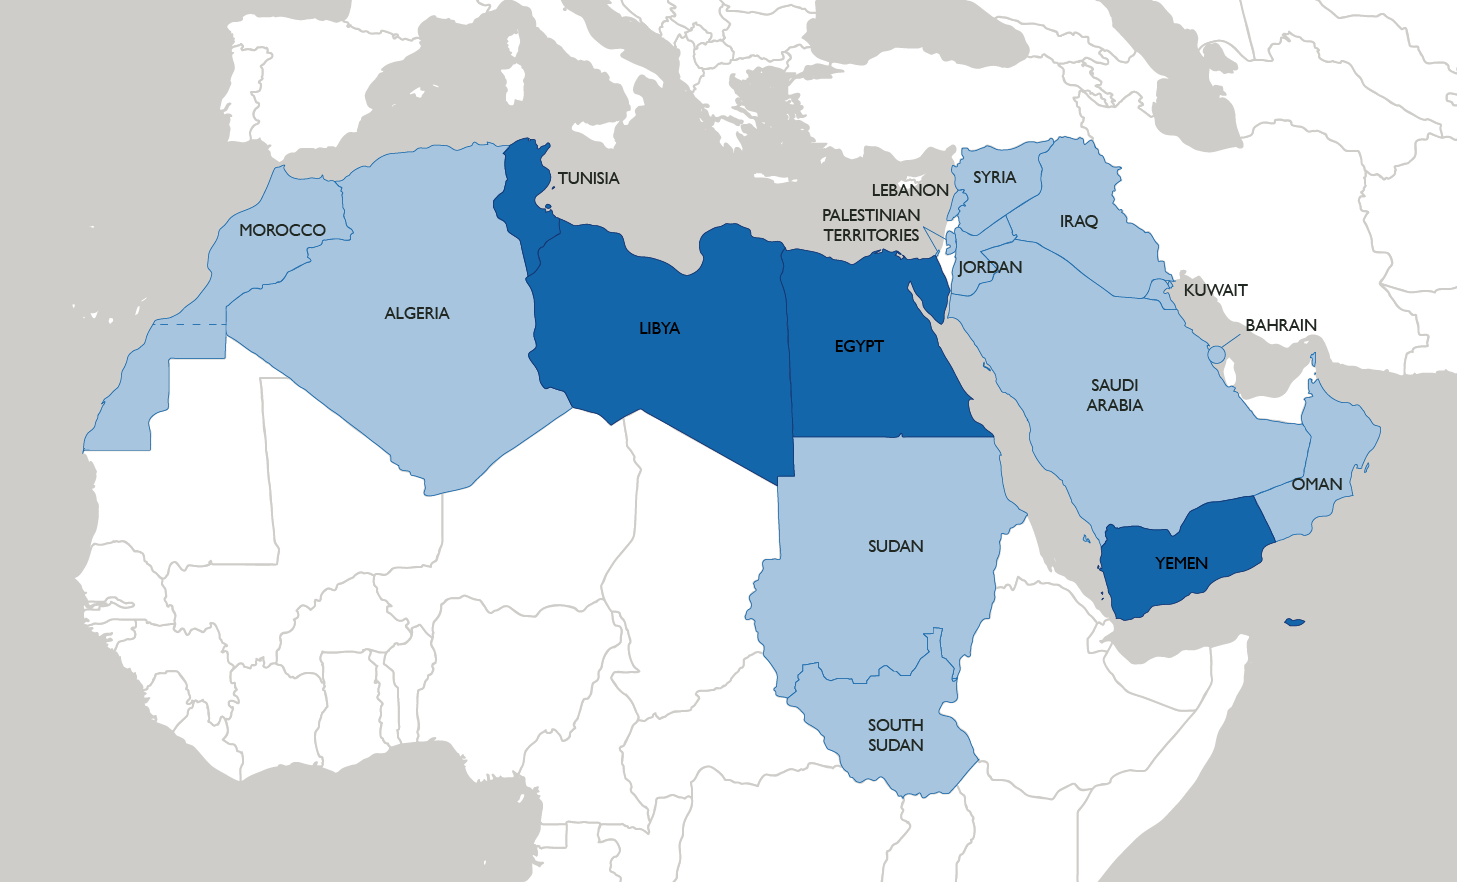 TUNISIA
SYRIA
LEBANON
PALESTINIAN
TERRITORIES
IRAQ
MOROCCO
JORDAN
KUWAIT
ALGERIA
LIBYA
BAHRAIN
EGYPT
SAUDI
ARABIA
OMAN
SUDAN
YEMEN
SOUTH
SUDAN